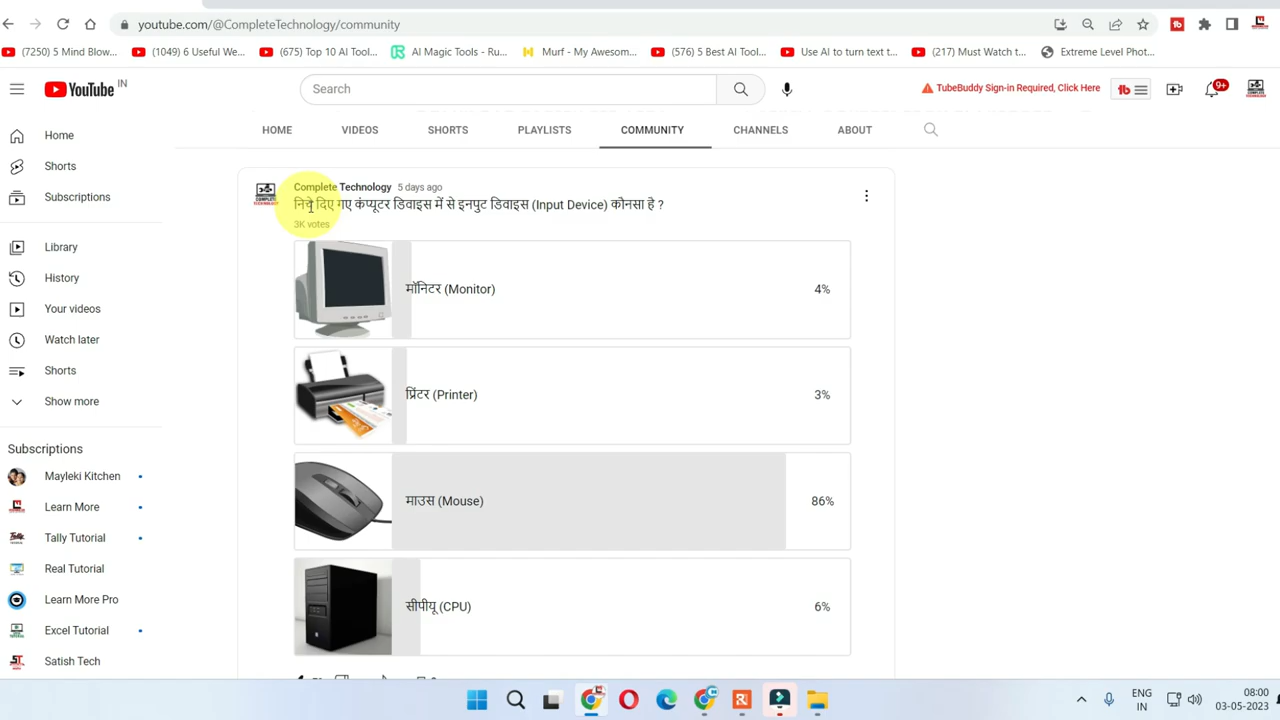 youtube.com/@CompleteTechnology/community
(7250) 5 Mind Blow...
(1049) 6 Useful We...
(675) Top 10 AI Tool...
AI Magic Tools - Ru...
Murf - My Awesom...
(576) 5 Best AI Tool...
Use AI to turn text t...
(217) Must Watch t...
Extreme Level Phot...
YouTube IN
Search
TubeBuddy Sign-in Required, Click Here
tb
9+
HOME
VIDEOS
SHORTS
PLAYLISTS
COMMUNITY
CHANNELS
ABOUT
Home
Shorts
Subscriptions
Library
History
Your videos
Watch later
Shorts
Show more
Subscriptions
Mayleki Kitchen
Learn More
Tally Tutorial
Real Tutorial
Learn More Pro
Excel Tutorial
Satish Tech
Complete Technology 5 days ago
निचे दिए गए कंप्यूटर डिवाइस में से इनपुट डिवाइस (Input Device) कौनसा है ?
3K votes
मॉनिटर (Monitor) 4%
प्रिंटर (Printer) 3%
माउस (Mouse) 86%
सीपीयू (CPU) 6%
ENG
IN
08:00
03-05-2023